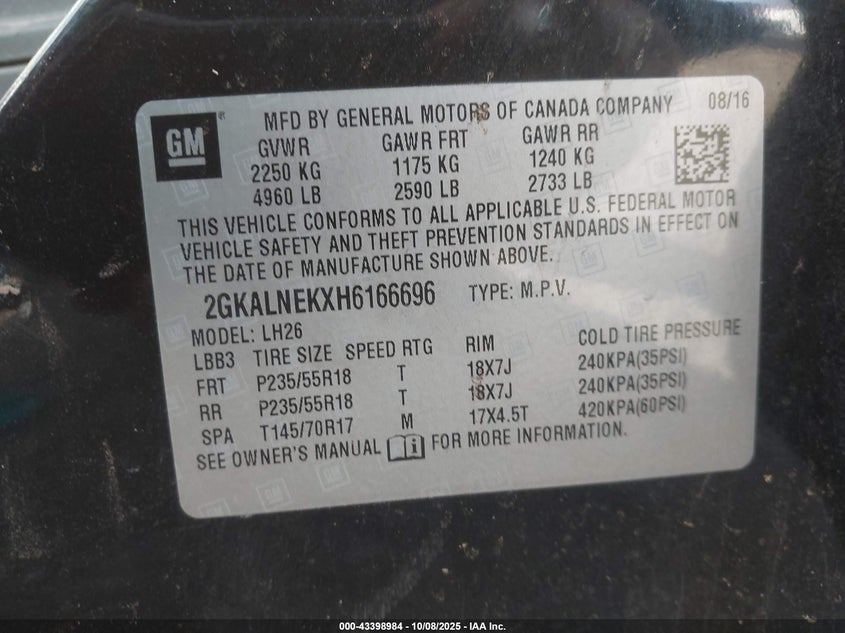 GM
MFD BY GENERAL MOTORS OF CANADA COMPANY 08/16
GVWR GAWR FRT GAWR RR
2250 KG 1175 KG 1240 KG
4960 LB 2590 LB 2733 LB
THIS VEHICLE CONFORMS TO ALL APPLICABLE U.S. FEDERAL MOTOR
VEHICLE SAFETY AND THEFT PREVENTION STANDARDS IN EFFECT ON
THE DATE OF MANUFACTURE SHOWN ABOVE.
2GKALNEKXH6166696 TYPE: M.P.V.
MODEL: LH26
LBB3 TIRE SIZE SPEED RTG RIM COLD TIRE PRESSURE
FRT P235/55R18 T 18X7J 240KPA(35PSI)
RR P235/55R18 T 18X7J 240KPA(35PSI)
SPA T145/70R17 M 17X4.5T 420KPA(60PSI)
SEE OWNER'S MANUAL i FOR MORE INFORMATION.
000-43398984 - 10/08/2025 - IAA Inc.